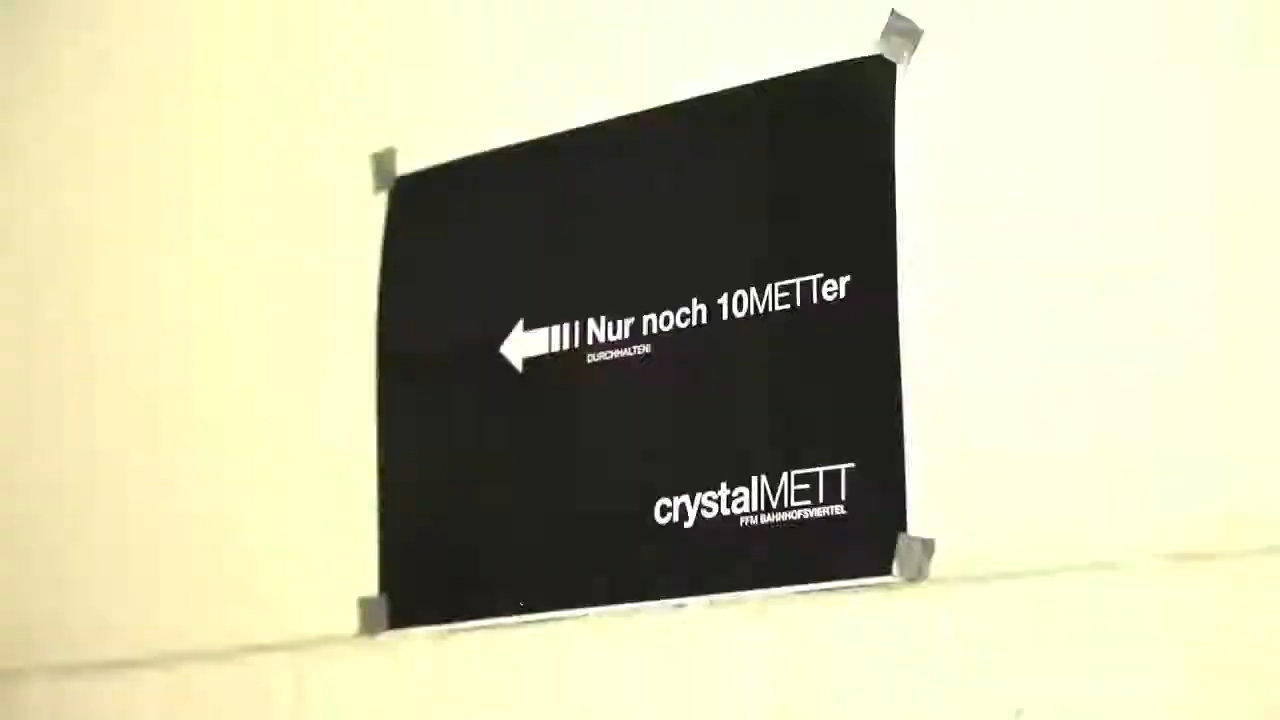 Nur noch 10METTer
DURCHHALTEN!
crystalMETT
FFM BAHNHOFSVIERTEL